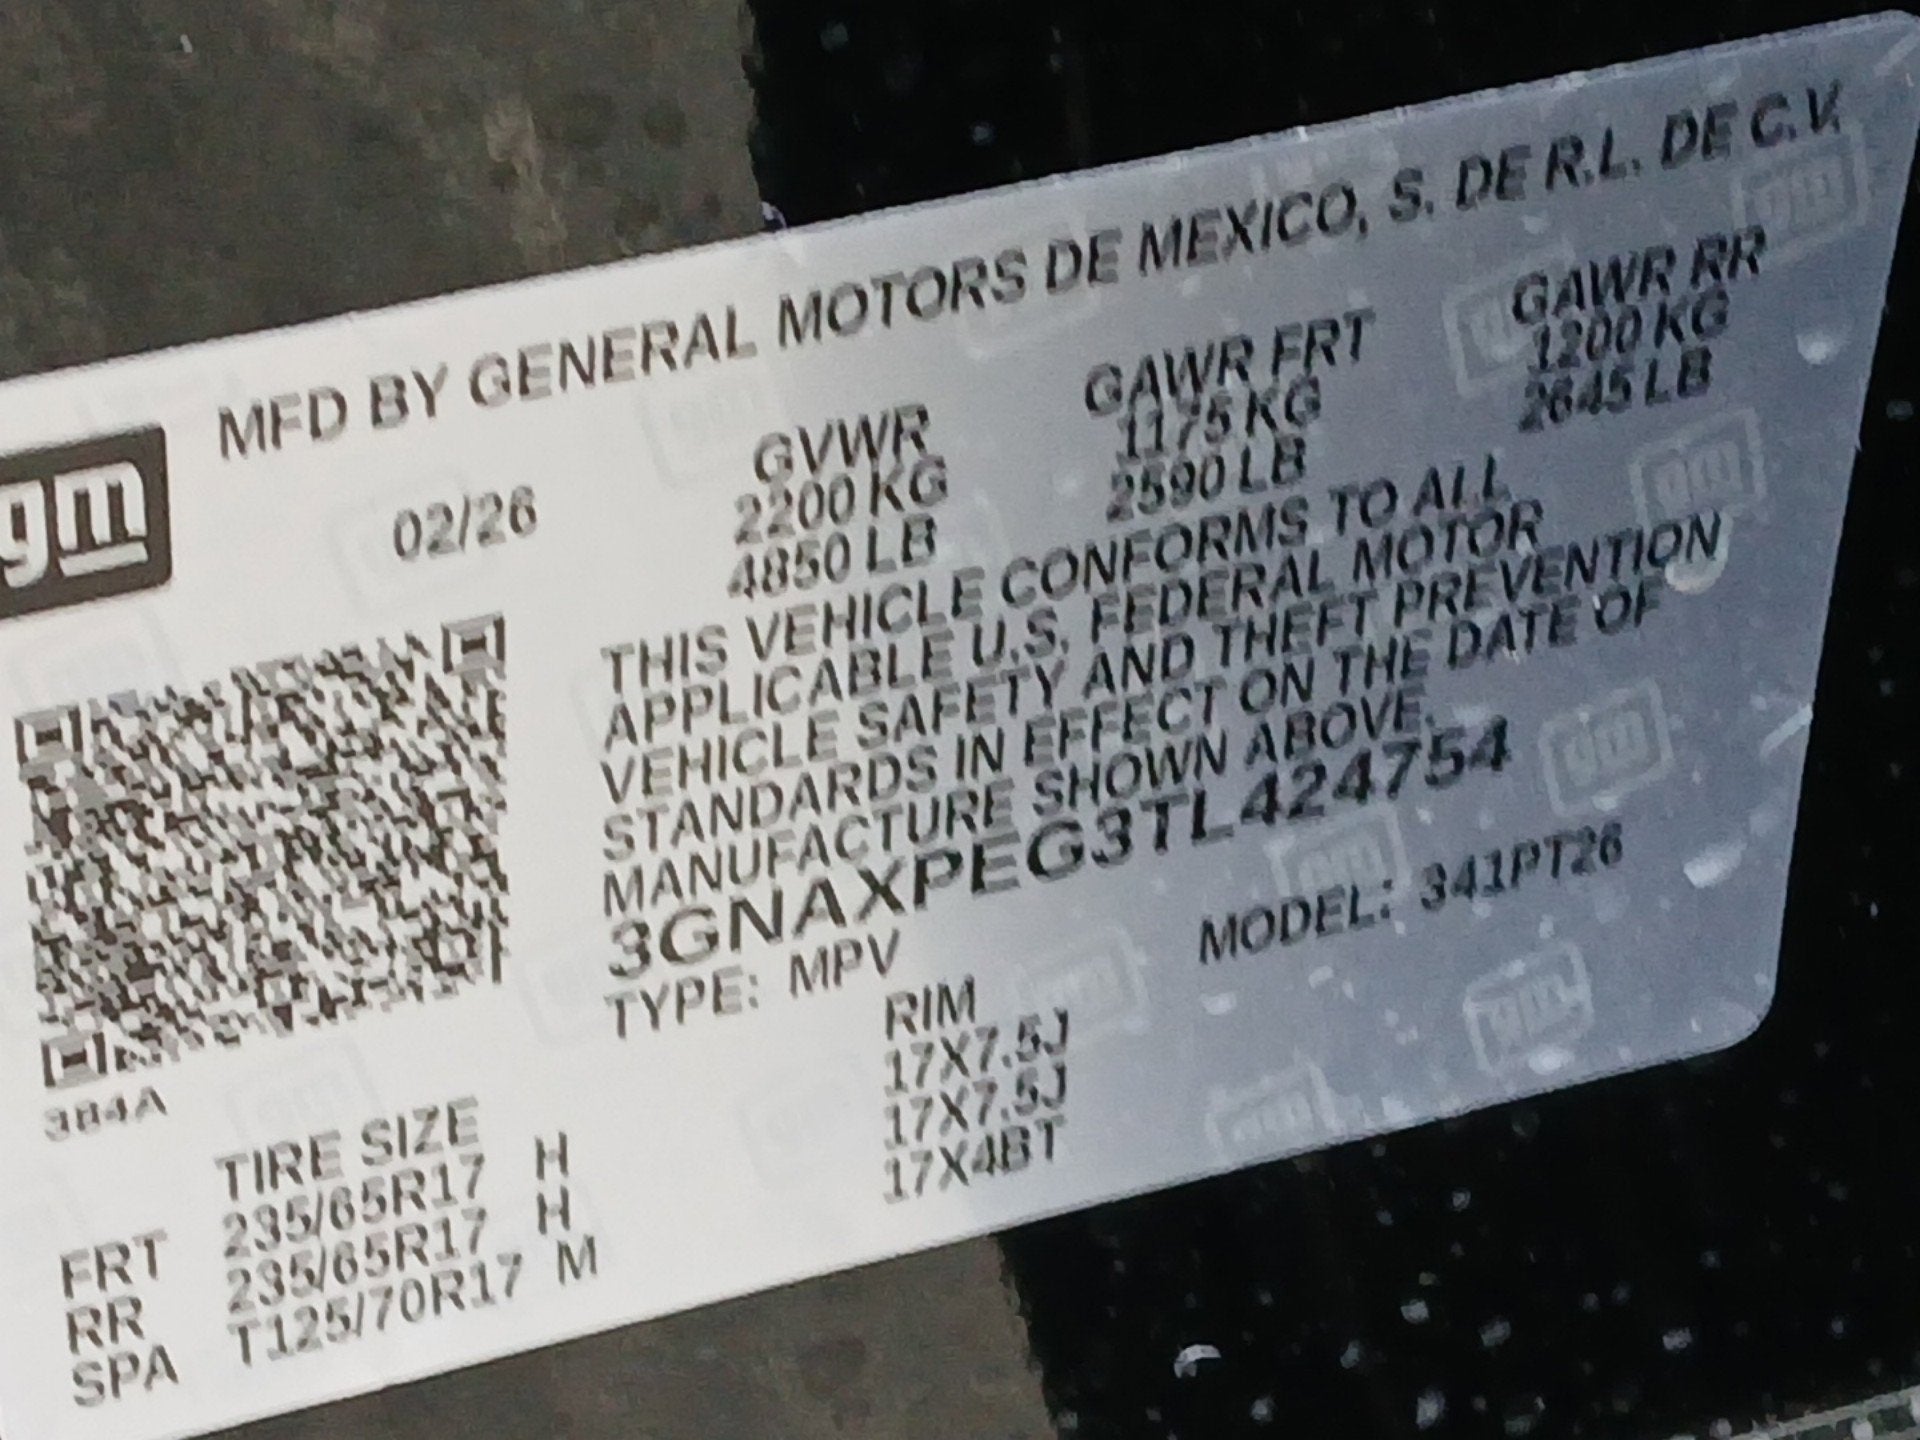 MFD BY GENERAL MOTORS DE MEXICO, S. DE R.L. DE C.V.
gm
02/26
GVWR GAWR FRT GAWR RR
2200 KG 1175 KG 1200 KG
4850 LB 2590 LB 2645 LB
THIS VEHICLE CONFORMS TO ALL
APPLICABLE U.S. FEDERAL MOTOR
VEHICLE SAFETY AND THEFT PREVENTION
STANDARDS IN EFFECT ON THE DATE OF
MANUFACTURE SHOWN ABOVE.
3GNAXPEG3TL424754
TYPE: MPV MODEL: 341PT26
384A
TIRE SIZE RIM
FRT 235/65R17 H 17X7.5J
RR 235/65R17 H 17X7.5J
SPA T125/70R17 M 17X4BT